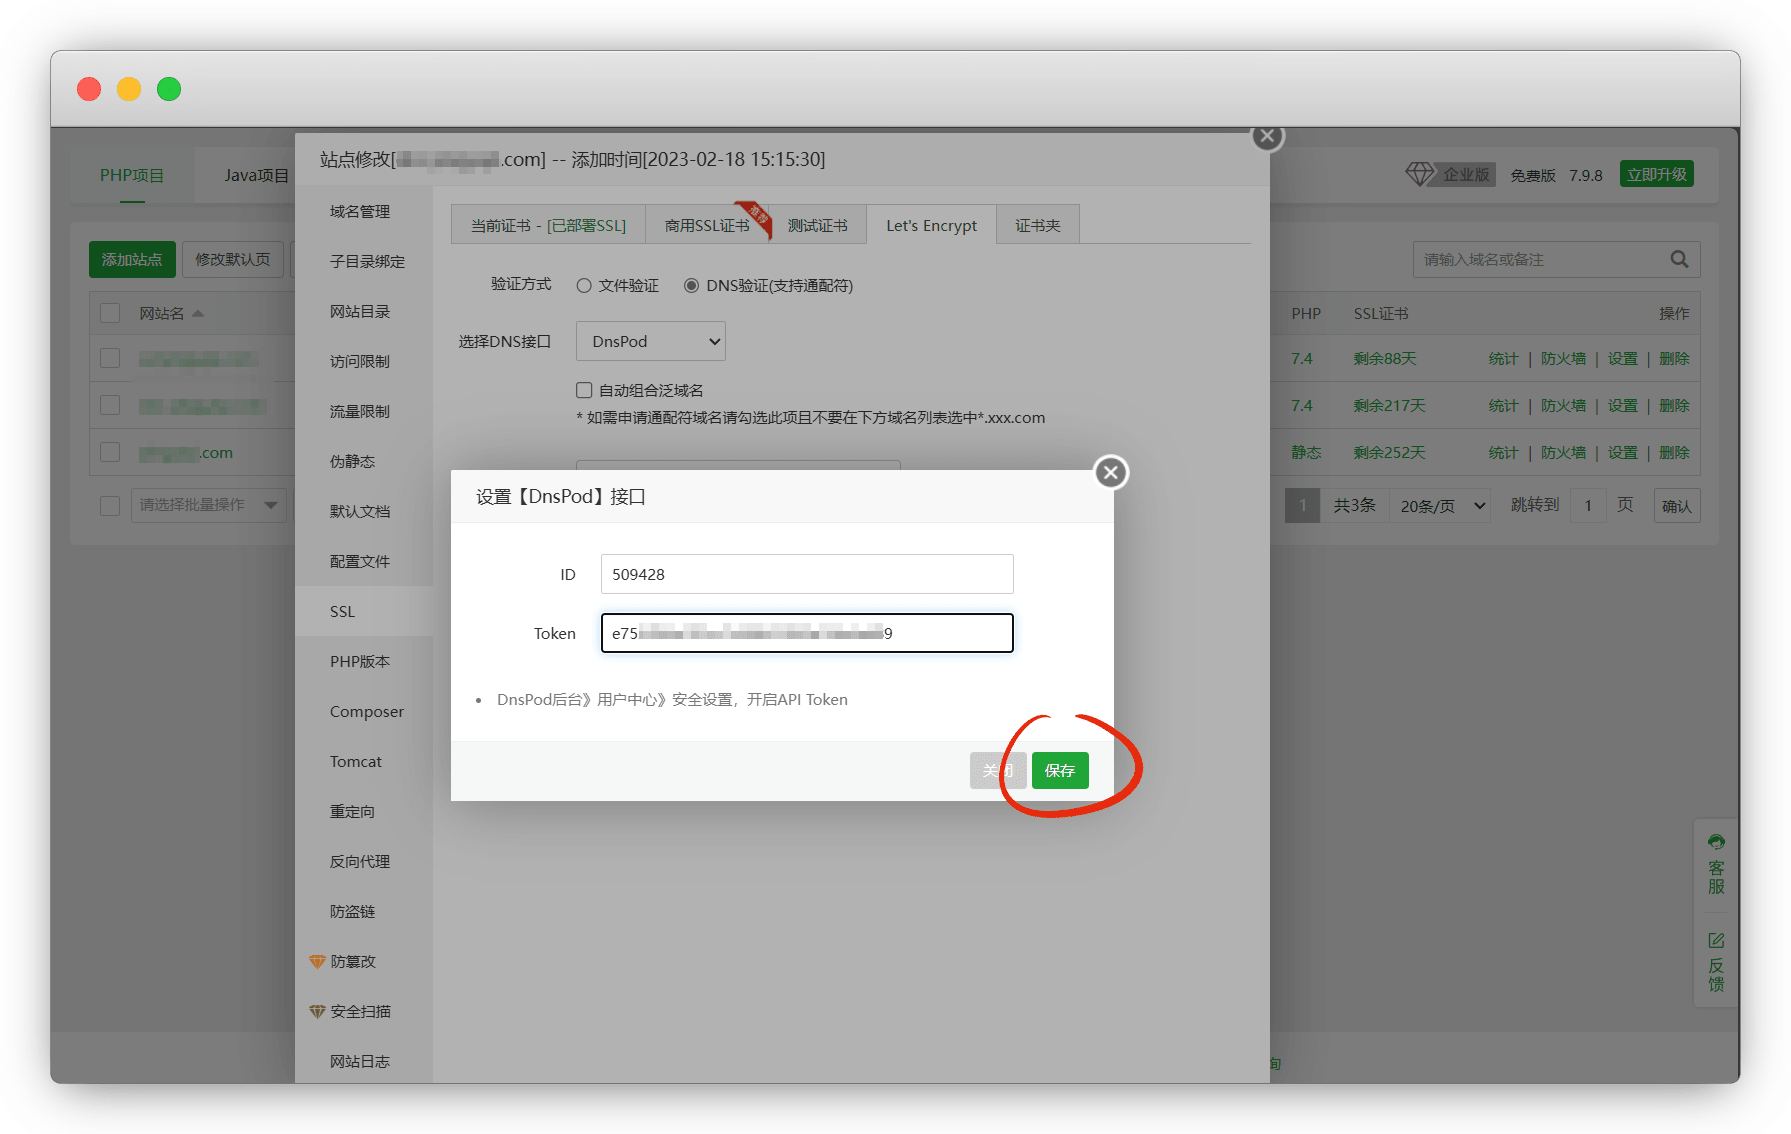 PHP项目
Java项目
企业版 免费版 7.9.8 立即升级
添加站点 修改默认页
请输入域名或备注
网站名
PHP SSL证书 操作
7.4 剩余88天 统计 | 防火墙 | 设置 | 删除
7.4 剩余217天 统计 | 防火墙 | 设置 | 删除
.com
静态 剩余252天 统计 | 防火墙 | 设置 | 删除
请选择批量操作
1 共3条 20条/页 跳转到 1 页 确认
站点修改[ .com] -- 添加时间[2023-02-18 15:15:30]
域名管理
子目录绑定
网站目录
访问限制
流量限制
伪静态
默认文档
配置文件
SSL
PHP版本
Composer
Tomcat
重定向
反向代理
防盗链
防篡改
安全扫描
网站日志
当前证书 - [已部署SSL] 商用SSL证书 推荐 测试证书 Let's Encrypt 证书夹
验证方式 文件验证 DNS验证(支持通配符)
选择DNS接口 DnsPod
自动组合泛域名
* 如需申请通配符域名请勾选此项目不要在下方域名列表选中*.xxx.com
设置【DnsPod】接口
ID 509428
Token e75 9
• DnsPod后台》用户中心》安全设置，开启API Token
关闭 保存
客服
反馈
询